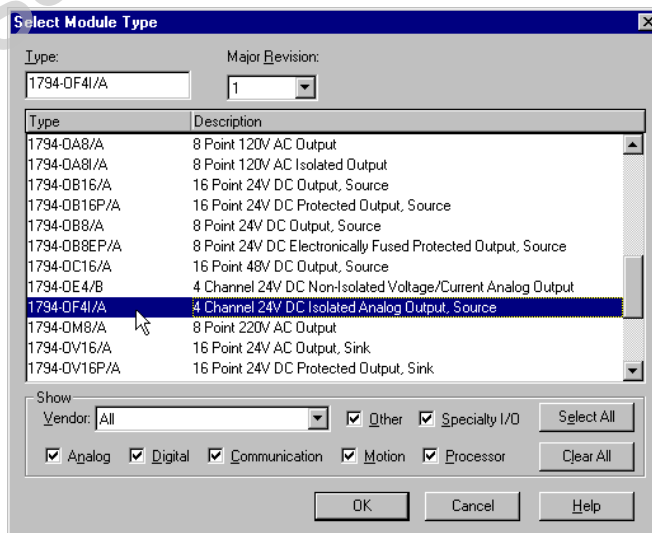 Select Module Type
Type: Major Revision:
1794-OF4I/A 1
Type Description
1794-OA8/A 8 Point 120V AC Output
1794-OA8I/A 8 Point 120V AC Isolated Output
1794-OB16/A 16 Point 24V DC Output, Source
1794-OB16P/A 16 Point 24V DC Protected Output, Source
1794-OB8/A 8 Point 24V DC Output, Source
1794-OB8EP/A 8 Point 24V DC Electronically Fused Protected Output, Source
1794-OC16/A 16 Point 48V DC Output, Source
1794-OE4/B 4 Channel 24V DC Non-Isolated Voltage/Current Analog Output
1794-OF4I/A 4 Channel 24V DC Isolated Analog Output, Source
1794-OM8/A 8 Point 220V AC Output
1794-OV16/A 16 Point 24V AC Output, Sink
1794-OV16P/A 16 Point 24V DC Protected Output, Sink
Show
Vendor: All Other Specialty I/O Select All
Analog Digital Communication Motion Processor Clear All
OK Cancel Help